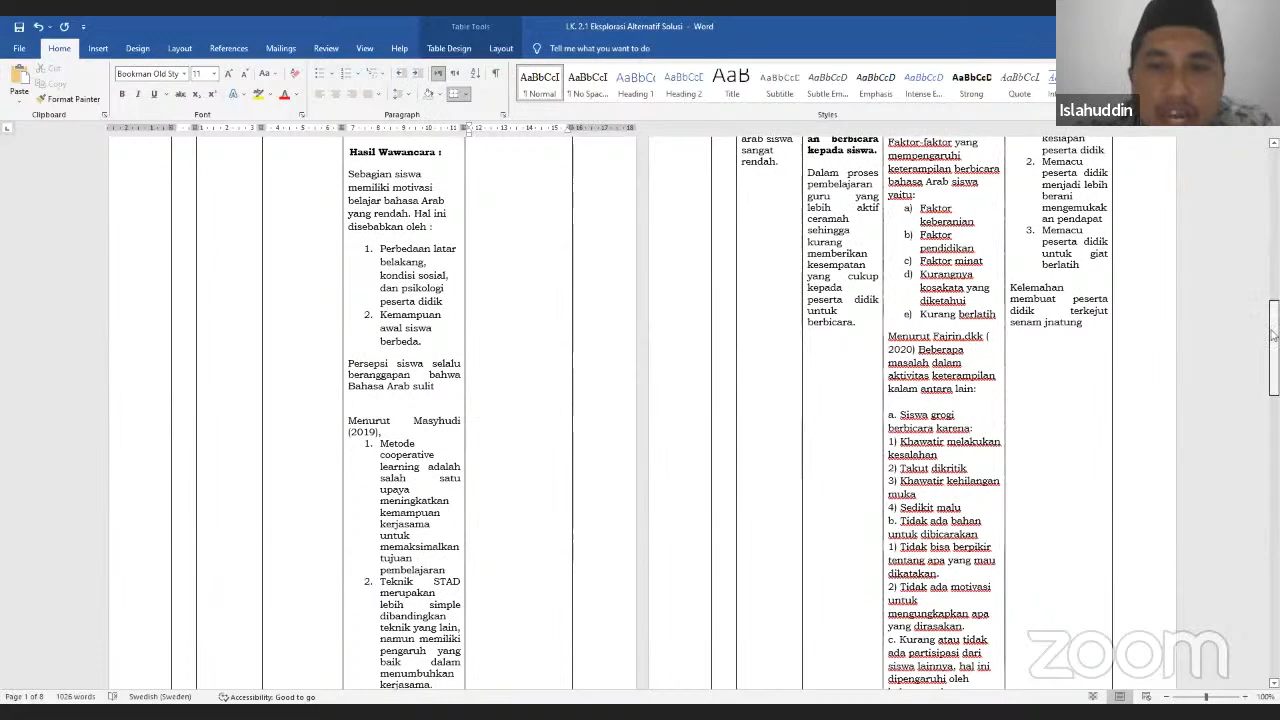 Table Tools
LK. 2.1 Eksplorasi Alternatif Solusi - Word
File Home Insert Design Layout References Mailings Review View Help Table Design Layout Tell me what you want to do
Paste
Cut
Copy
Format Painter
Bookman Old Sty 11
AaBbCcI AaBbCcI AaBbC( AaBbCcI AaB AaBbCcD AaBbCcD AaBbCcD AaBbCcD AaBbCcD AaBbCcD
¶ Normal ¶ No Spac... Heading 1 Heading 2 Title Subtitle Subtle Em... Emphasis Intense E... Strong Quote
Clipboard Font Paragraph Styles
Islahuddin
Hasil Wawancara :
Sebagian siswa
memiliki motivasi
belajar bahasa Arab
yang rendah. Hal ini
disebabkan oleh :
1. Perbedaan latar
belakang,
kondisi sosial,
dan psikologi
peserta didik
2. Kemampuan
awal siswa
berbeda.
Persepsi siswa selalu
beranggapan bahwa
Bahasa Arab sulit
Menurut Masyhudi
(2019),
1. Metode
cooperative
learning adalah
salah satu
upaya
meningkatkan
kemampuan
kerjasama
untuk
memaksimalkan
tujuan
pembelajaran
2. Teknik STAD
merupakan
lebih simple
dibandingkan
teknik yang lain,
namun memiliki
pengaruh yang
baik dalam
menumbuhkan
kerjasama.
arab siswa
sangat
rendah.
an berbicara
kepada siswa.
Dalam proses
pembelajaran
guru yang
lebih aktif
ceramah
sehingga
kurang
memberikan
kesempatan
yang cukup
kepada
peserta didik
untuk
berbicara.
Faktor-faktor yang
mempengaruhi
keterampilan berbicara
bahasa Arab siswa
yaitu:
a) Faktor
keberanian
b) Faktor
pendidikan
c) Faktor minat
d) Kurangnya
kosakata yang
diketahui
e) Kurang berlatih
Menurut Fajrin,dkk (
2020) Beberapa
masalah dalam
aktivitas keterampilan
kalam antara lain:
a. Siswa grogi
berbicara karena:
1) Khawatir melakukan
kesalahan
2) Takut dikritik
3) Khawatir kehilangan
muka
4) Sedikit malu
b. Tidak ada bahan
untuk dibicarakan
1) Tidak bisa berpikir
tentang apa yang mau
dikatakan.
2) Tidak ada motivasi
untuk
mengungkapkan apa
yang dirasakan.
c. Kurang atau tidak
ada partisipasi dari
siswa lainnya, hal ini
dipengaruhi oleh
kesiapan
peserta didik
2. Memacu
peserta didik
menjadi lebih
berani
mengemukak
an pendapat
3. Memacu
peserta didik
untuk giat
berlatih
Kelemahan
membuat peserta
didik terkejut
senam jnatung
zoom
Page 1 of 8 1026 words Swedish (Sweden) Accessibility: Good to go 100%